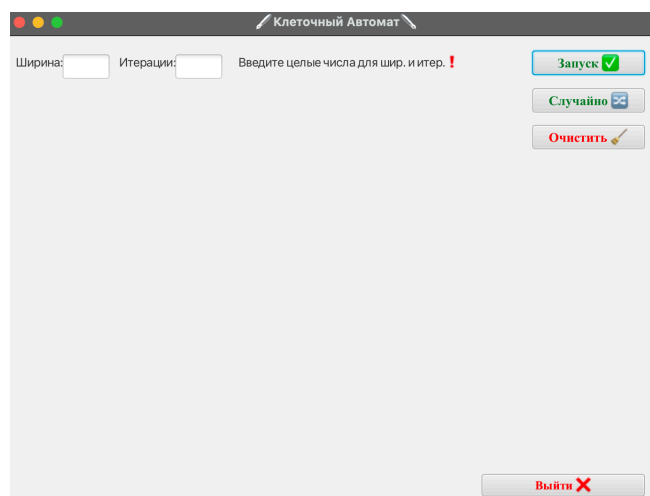 Клеточный Автомат
Ширина: Итерации: Введите целые числа для шир. и итер. ❗ Запуск ✅
Случайно 🔀
Очистить 🧹
Выйти ❌